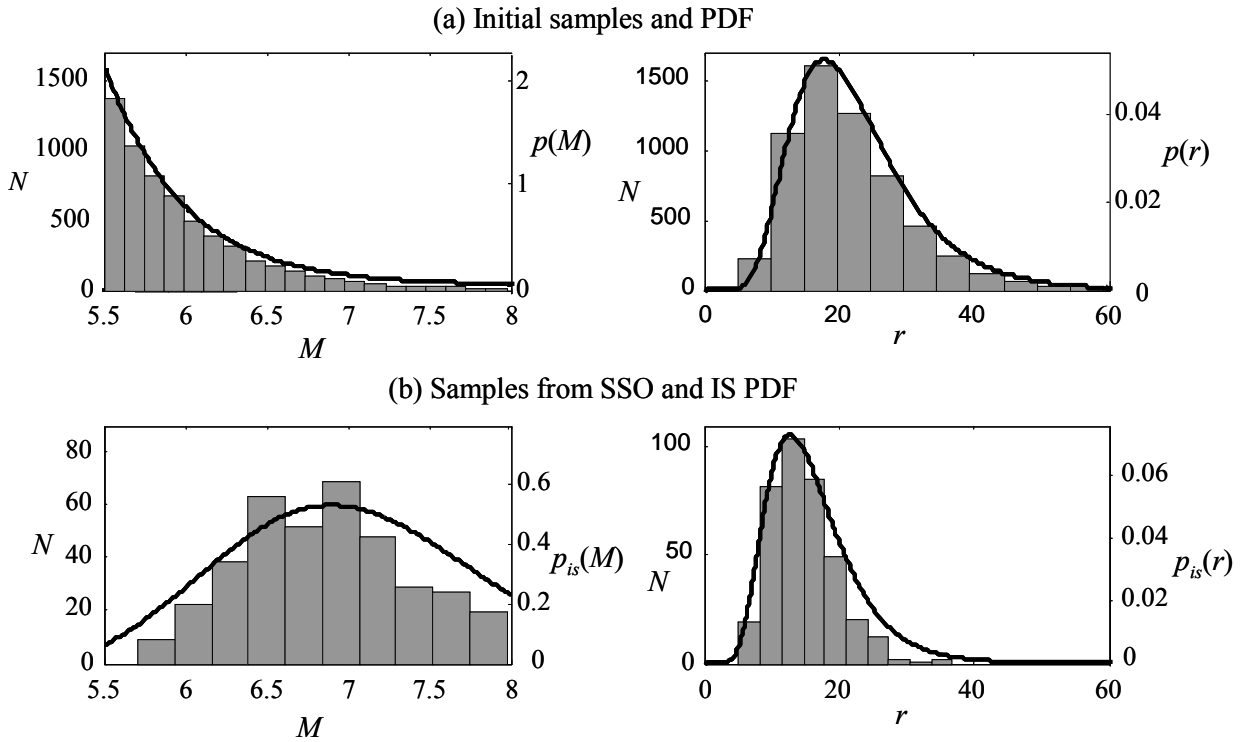 (a) Initial samples and PDF
1500
1000
500
0
N
2
1
0
p(M)
5.5 6 6.5 7 7.5 8
M
1500
1000
500
0
N
0.04
0.02
0
p(r)
0 20 40 60
r
(b) Samples from SSO and IS PDF
80
60
40
20
0
N
0.6
0.4
0.2
0
p_is(M)
5.5 6 6.5 7 7.5 8
M
100
50
0
N
0.06
0.04
0.02
0
p_is(r)
0 20 40 60
r